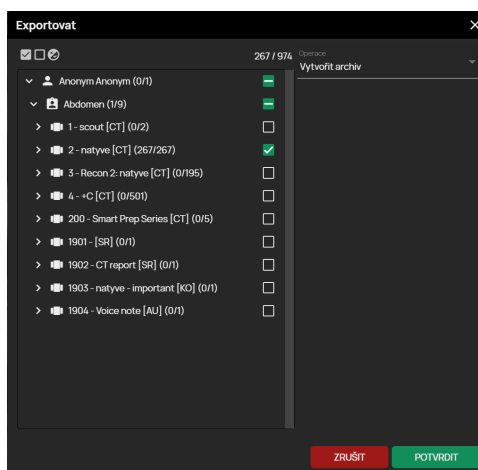 Exportovat
267 / 974
Operace
Vytvořit archiv
Anonym Anonym (0/1)
Abdomen (1/9)
1 - scout [CT] (0/2)
2 - natyve [CT] (267/267)
3 - Recon 2: natyve [CT] (0/195)
4 - +C [CT] (0/501)
200 - Smart Prep Series [CT] (0/5)
1901 - [SR] (0/1)
1902 - CT report [SR] (0/1)
1903 - natyve - important [KO] (0/1)
1904 - Voice note [AU] (0/1)
ZRUŠIT
POTVRDIT